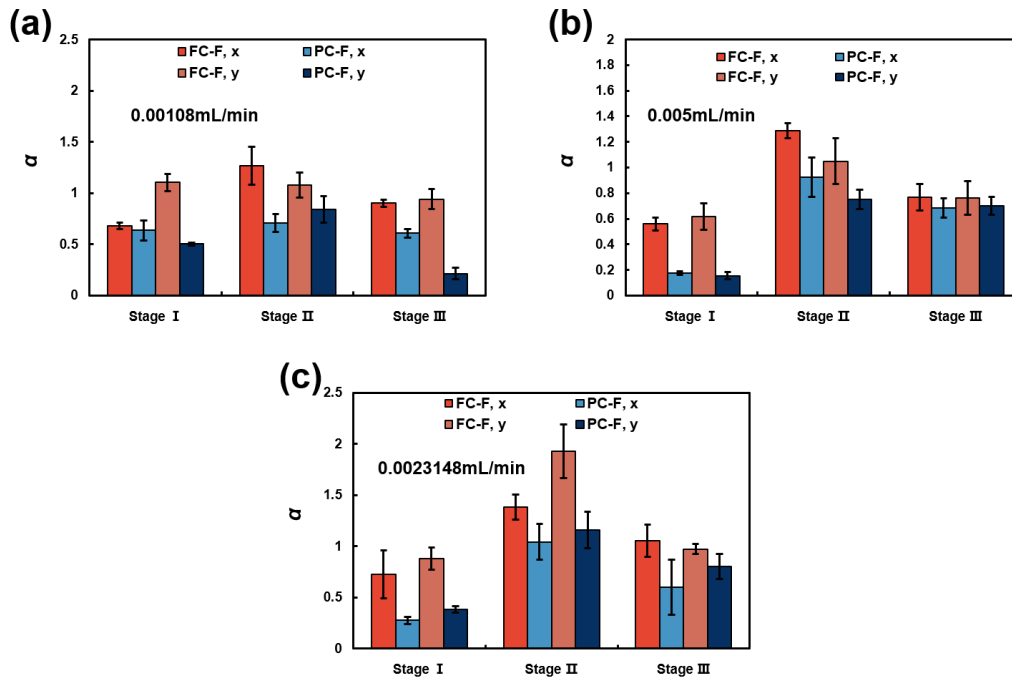 (a)
2.5
2
1.5
1
0.5
0
α
FC-F, x PC-F, x
FC-F, y PC-F, y
0.00108mL/min
Stage Ⅰ Stage Ⅱ Stage Ⅲ
(b)
2
1.8
1.6
1.4
1.2
1
0.8
0.6
0.4
0.2
0
α
FC-F, x PC-F, x
FC-F, y PC-F, y
0.005mL/min
Stage Ⅰ Stage Ⅱ Stage Ⅲ
(c)
2.5
2
1.5
1
0.5
0
α
FC-F, x PC-F, x
FC-F, y PC-F, y
0.0023148mL/min
Stage Ⅰ Stage Ⅱ Stage Ⅲ